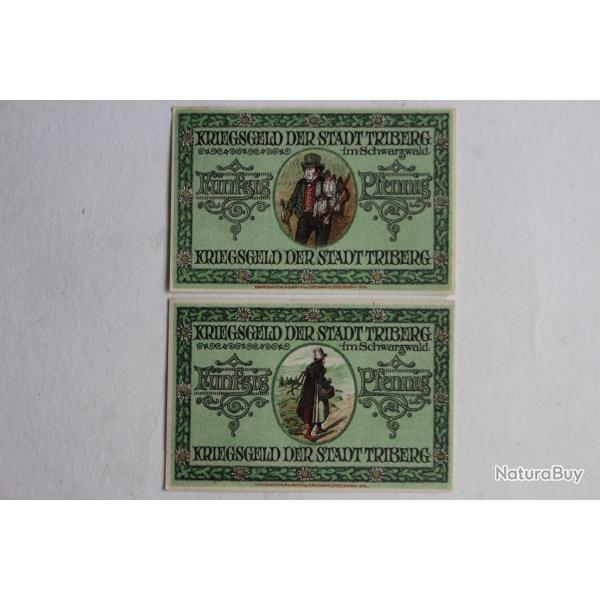 KRIEGSGELD DER STADT TRIBERG
im Schwarzwald.
Fünfzig Pfennig
KRIEGSGELD DER STADT TRIBERG
KRIEGSGELD DER STADT TRIBERG
im Schwarzwald.
Fünfzig Pfennig
KRIEGSGELD DER STADT TRIBERG
NaturaBuy